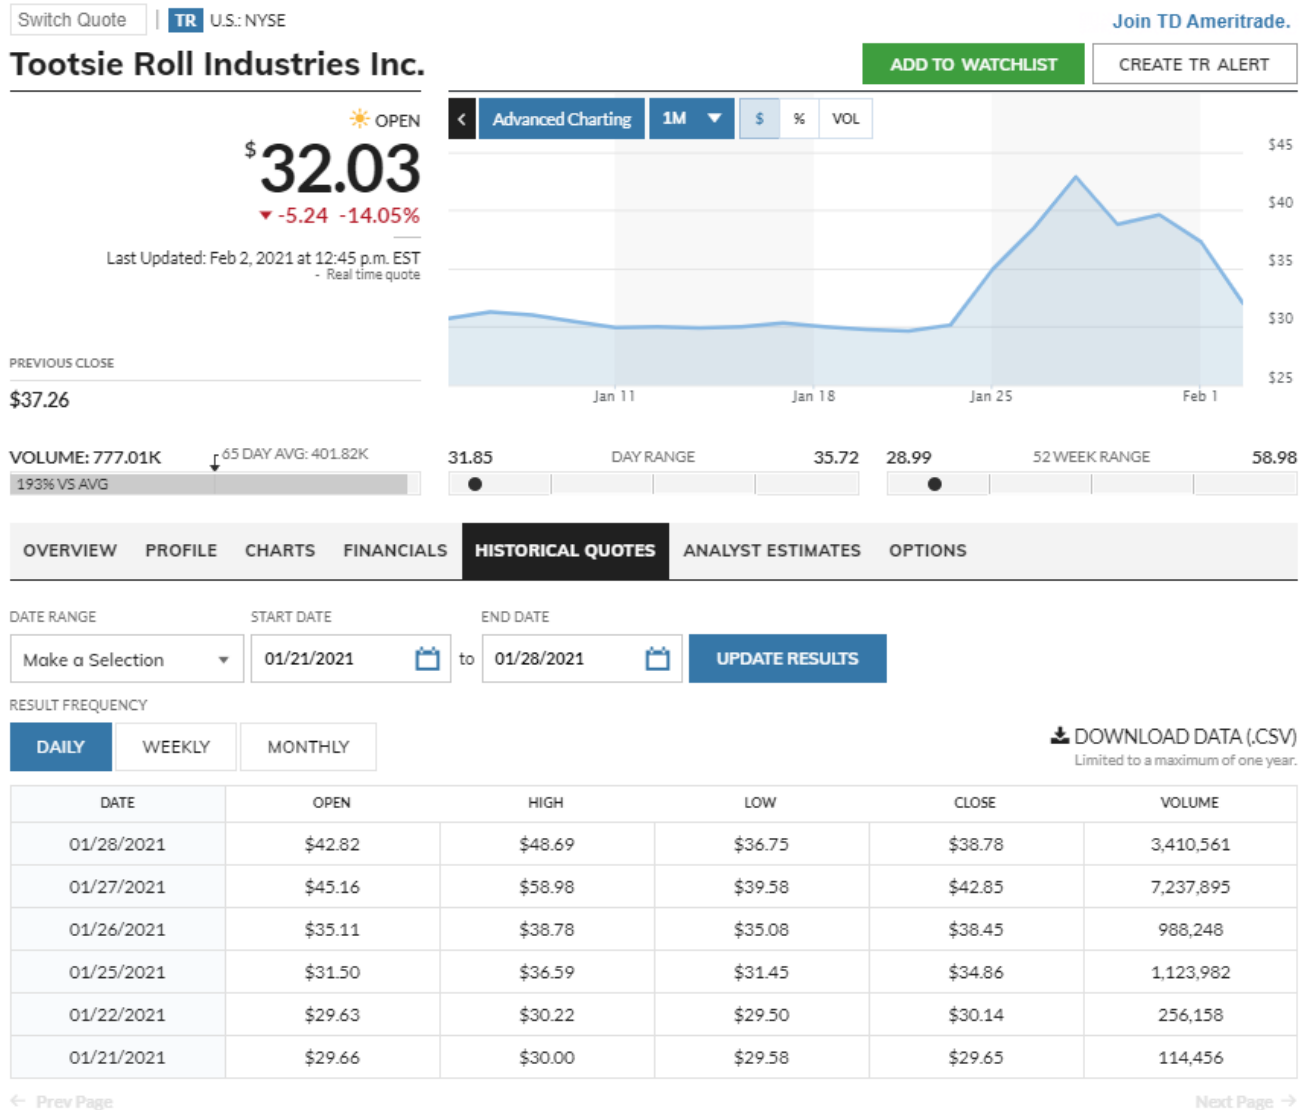 Switch Quote | TR U.S.: NYSE
Join TD Ameritrade.
Tootsie Roll Industries Inc.
ADD TO WATCHLIST CREATE TR ALERT
OPEN
$32.03
-5.24 -14.05%
Last Updated: Feb 2, 2021 at 12:45 p.m. EST
- Real time quote
PREVIOUS CLOSE
$37.26
< Advanced Charting 1M $ % VOL
$45
$40
$35
$30
$25
Jan 11 Jan 18 Jan 25 Feb 1
VOLUME: 777.01K 65 DAY AVG: 401.82K
193% VS AVG
31.85 DAY RANGE 35.72
28.99 52 WEEK RANGE 58.98
OVERVIEW PROFILE CHARTS FINANCIALS HISTORICAL QUOTES ANALYST ESTIMATES OPTIONS
DATE RANGE START DATE END DATE
Make a Selection 01/21/2021 to 01/28/2021 UPDATE RESULTS
RESULT FREQUENCY
DAILY WEEKLY MONTHLY
DOWNLOAD DATA (.CSV)
Limited to a maximum of one year.
DATE OPEN HIGH LOW CLOSE VOLUME
01/28/2021 $42.82 $48.69 $36.75 $38.78 3,410,561
01/27/2021 $45.16 $58.98 $39.58 $42.85 7,237,895
01/26/2021 $35.11 $38.78 $35.08 $38.45 988,248
01/25/2021 $31.50 $36.59 $31.45 $34.86 1,123,982
01/22/2021 $29.63 $30.22 $29.50 $30.14 256,158
01/21/2021 $29.66 $30.00 $29.58 $29.65 114,456
← Prev Page Next Page →